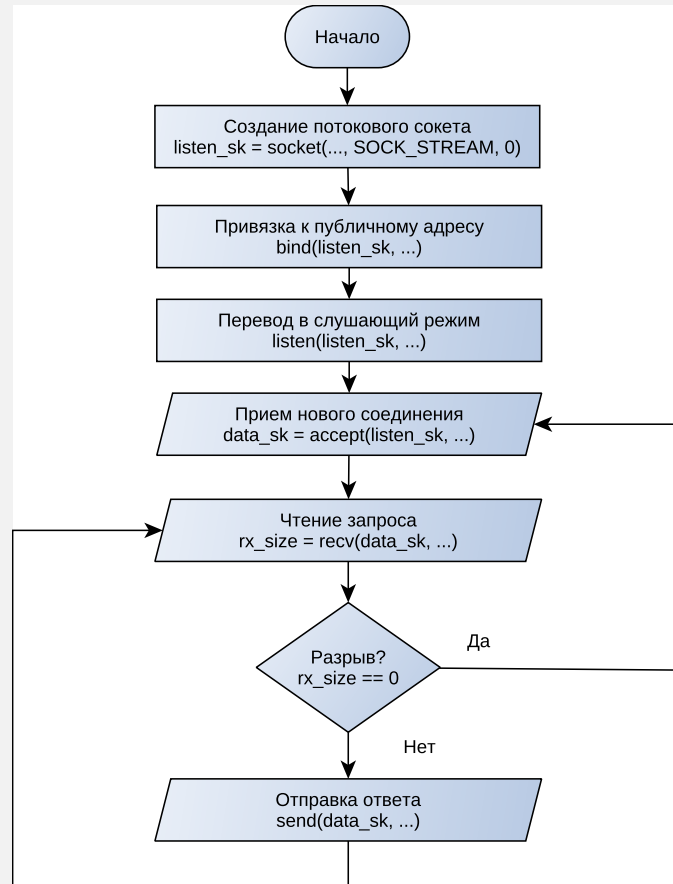 Начало
Создание потокового сокета
listen_sk = socket(..., SOCK_STREAM, 0)
Привязка к публичному адресу
bind(listen_sk, ...)
Перевод в слушающий режим
listen(listen_sk, ...)
Прием нового соединения
data_sk = accept(listen_sk, ...)
Чтение запроса
rx_size = recv(data_sk, ...)
Да
Разрыв?
rx_size == 0
Нет
Отправка ответа
send(data_sk, ...)